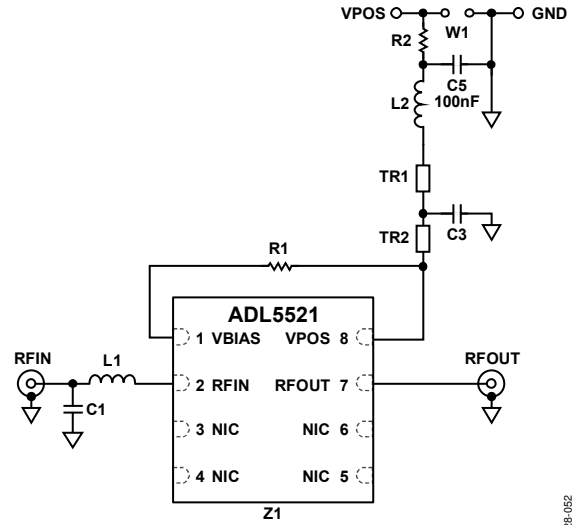 VPOS
GND
W1
R2
C5
100nF
L2
TR1
C3
TR2
R1
ADL5521
1 VBIAS
VPOS 8
RFIN
L1
2 RFIN
RFOUT 7
RFOUT
C1
3 NIC
NIC 6
4 NIC
NIC 5
Z1